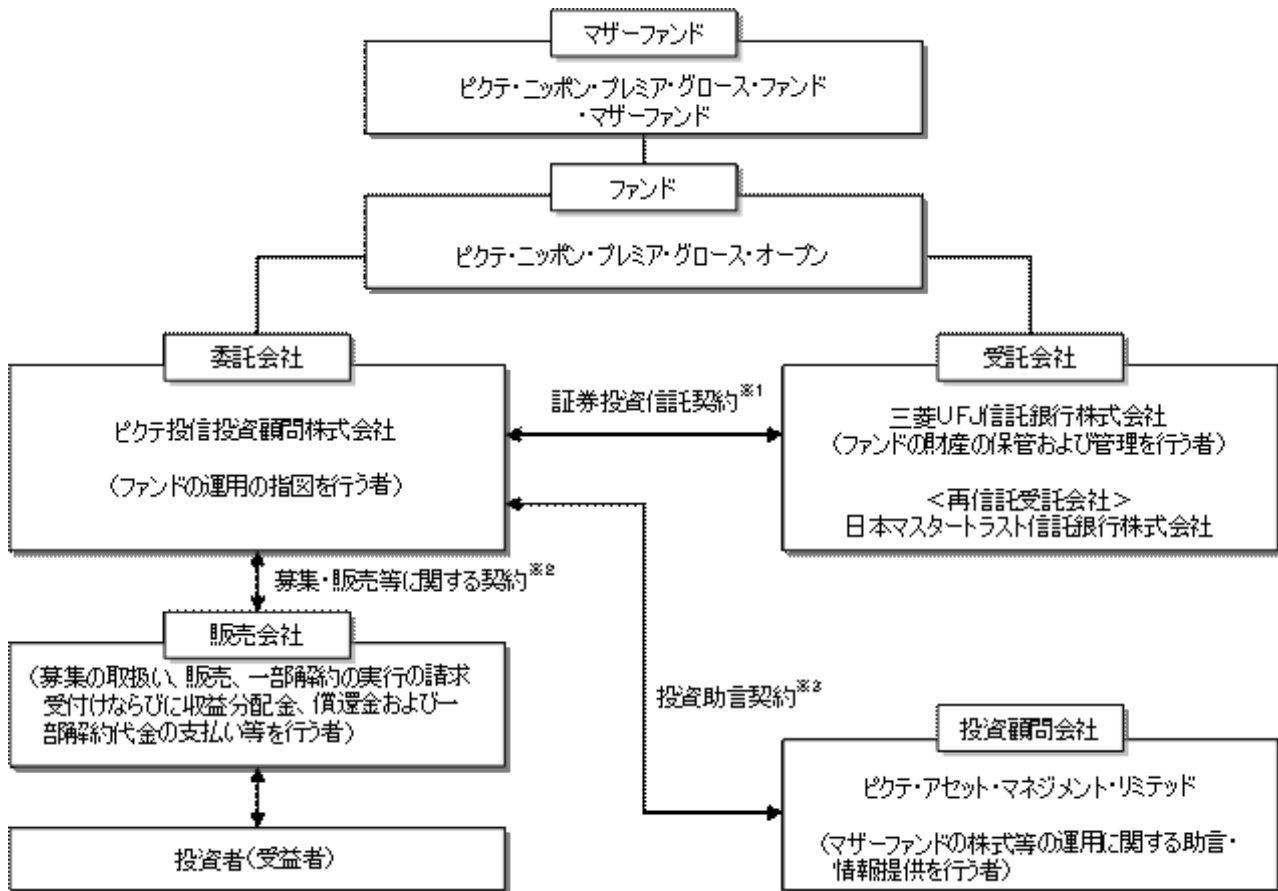 マザーファンド
ピクテ・ニッポン・プレミア・グロース・ファンド
・マザーファンド
ファンド
ピクテ・ニッポン・プレミア・グロース・オープン
委託会社
ピクテ投信投資顧問株式会社
(ファンドの運用の指図を行う者)
証券投資信託契約※1
受託会社
三菱UFJ信託銀行株式会社
(ファンドの財産の保管および管理を行う者)
<再信託受託会社>
日本マスタートラスト信託銀行株式会社
募集・販売等に関する契約※2
販売会社
(募集の取扱い、販売、一部解約の実行の請求
受付けならびに収益分配金、償還金および一
部解約代金の支払い等を行う者)
投資助言契約※3
投資顧問会社
ピクテ・アセット・マネジメント・リミテッド
(マザーファンドの株式等の運用に関する助言・
情報提供を行う者)
投資者(受益者)